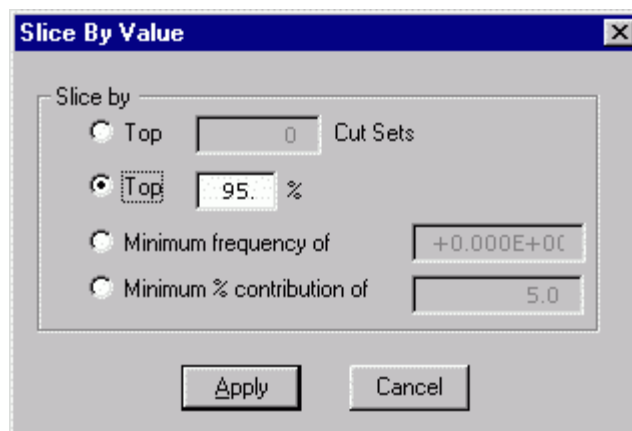 Slice By Value
Slice by
Top 0 Cut Sets
Top 95. %
Minimum frequency of +0.000E+00
Minimum % contribution of 5.0
Apply Cancel